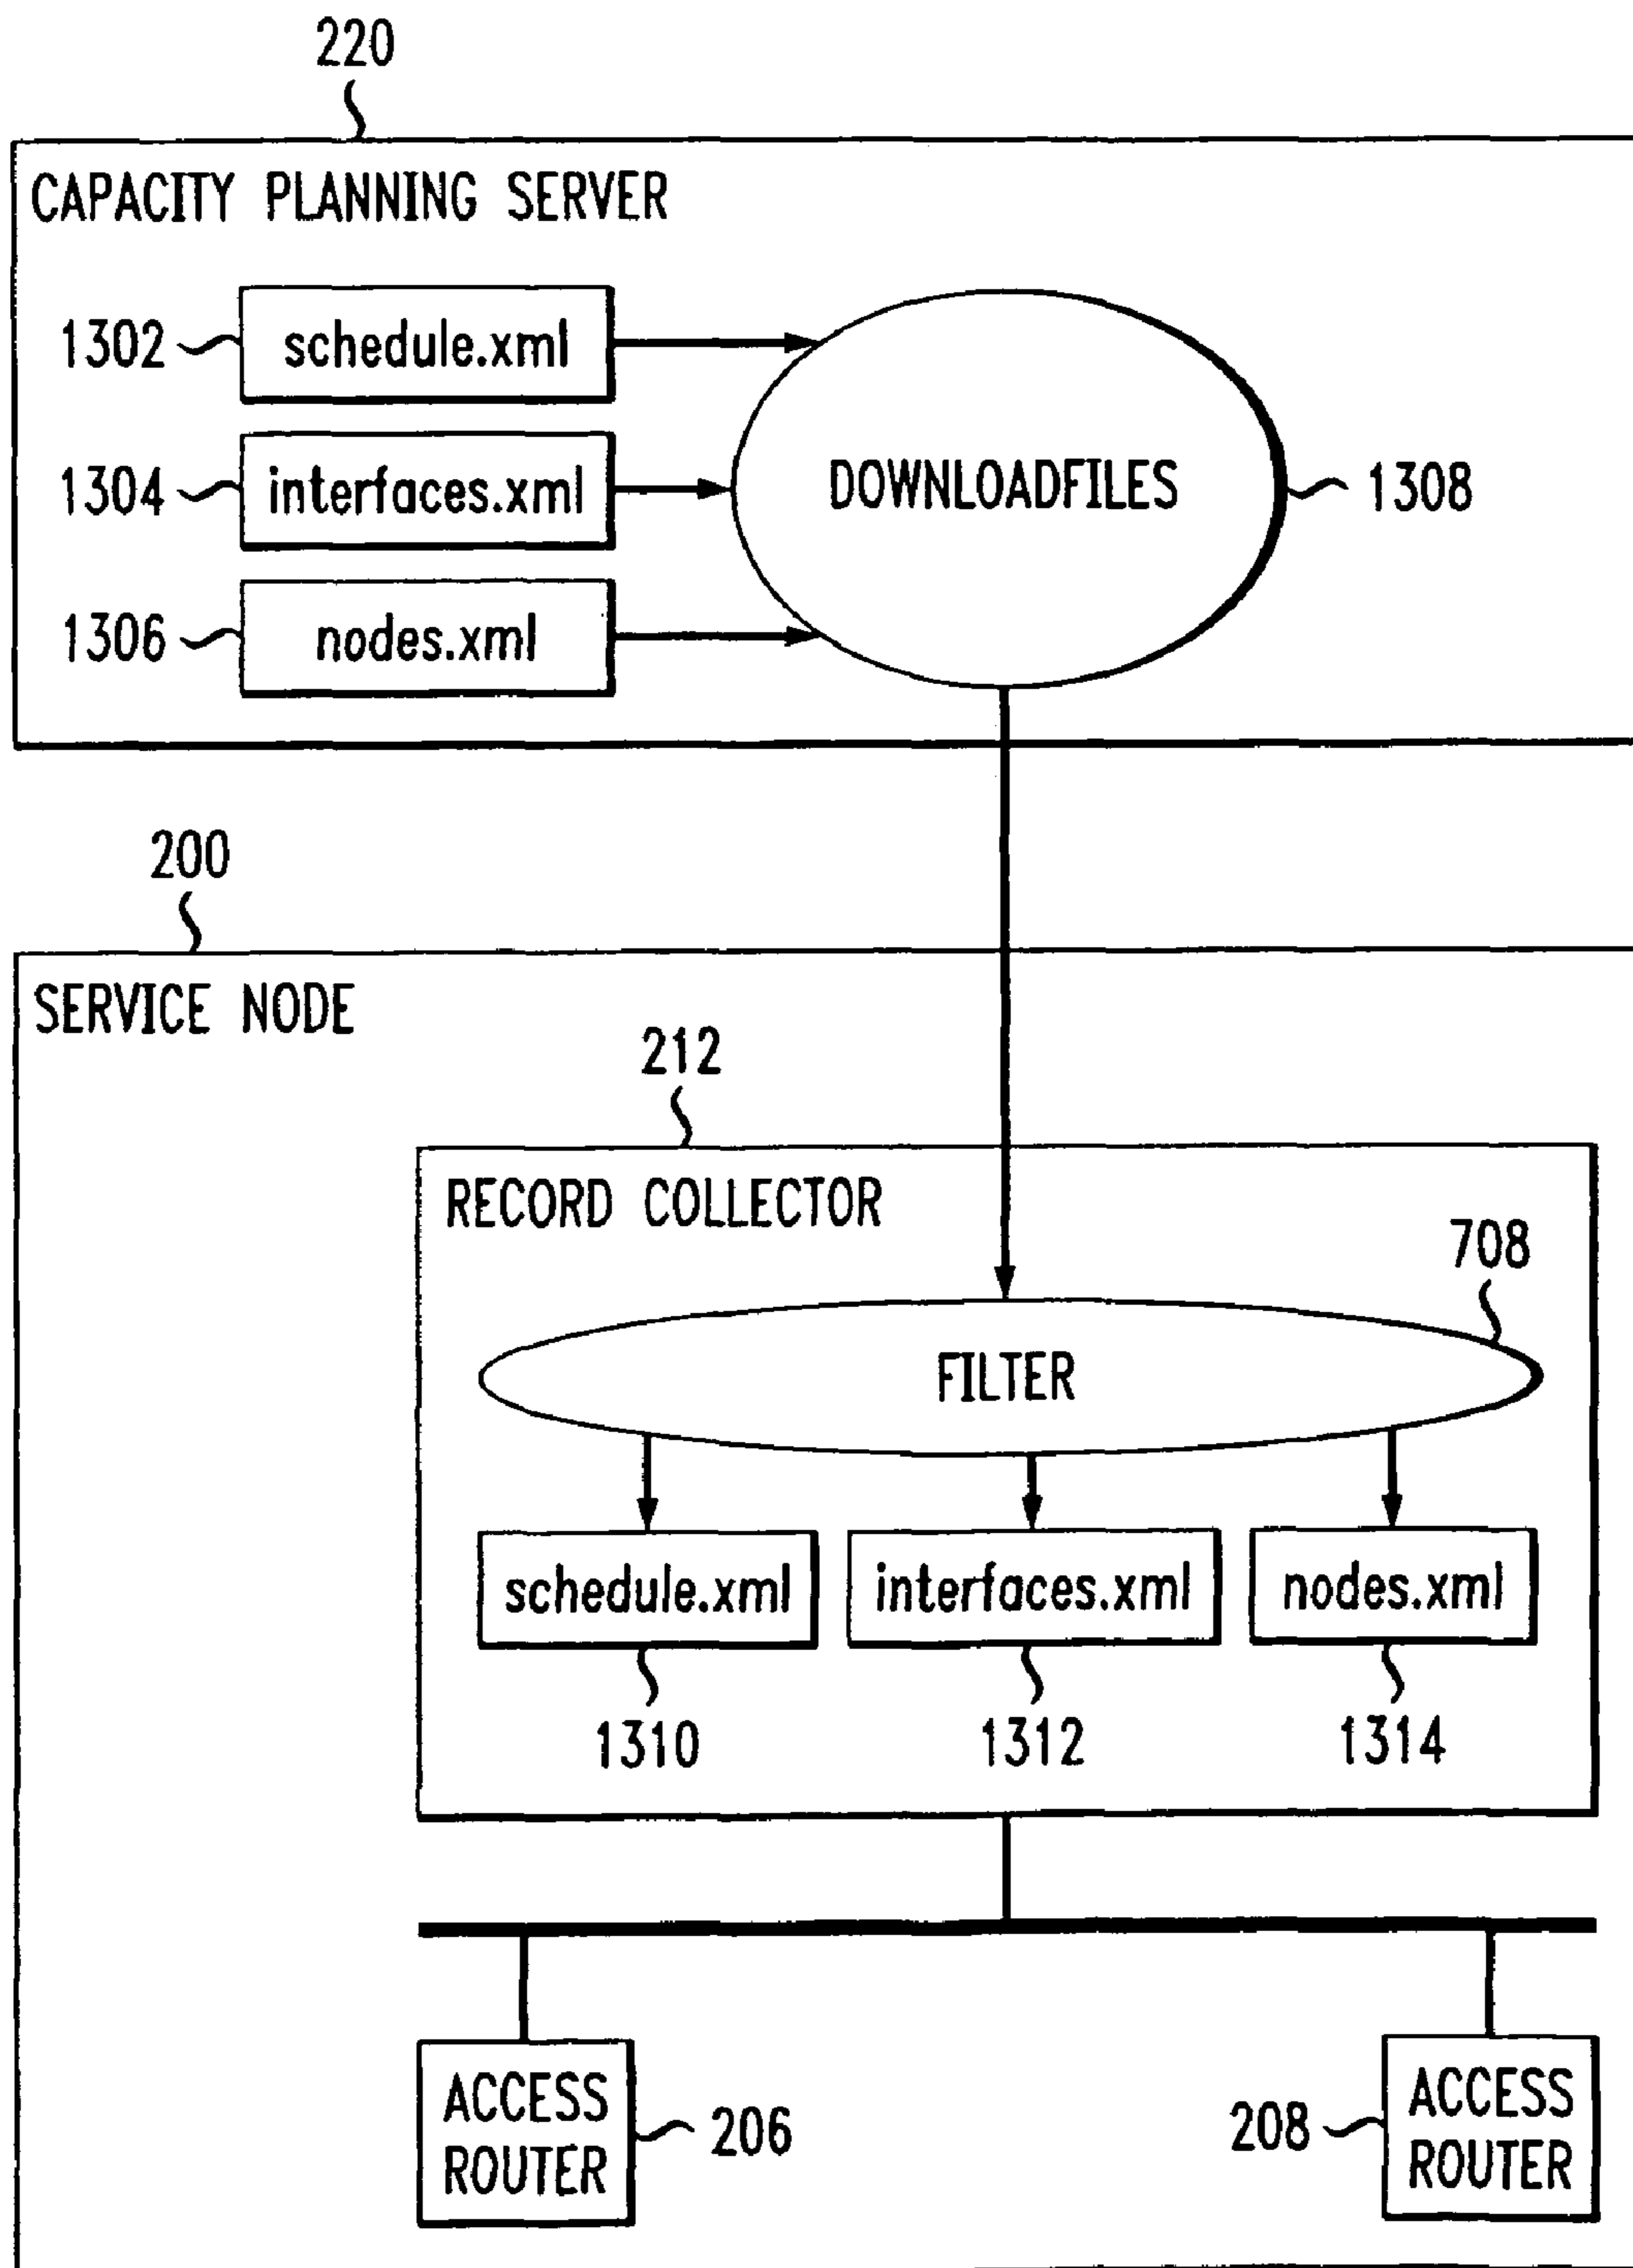 220
CAPACITY PLANNING SERVER
1302
schedule.xml
1304
interfaces.xml
DOWNLOADFILES
1308
1306
nodes.xml
200
SERVICE NODE
212
RECORD COLLECTOR
708
FILTER
schedule.xml
interfaces.xml
nodes.xml
1310
1312
1314
ACCESS
ROUTER
206
208
ACCESS
ROUTER